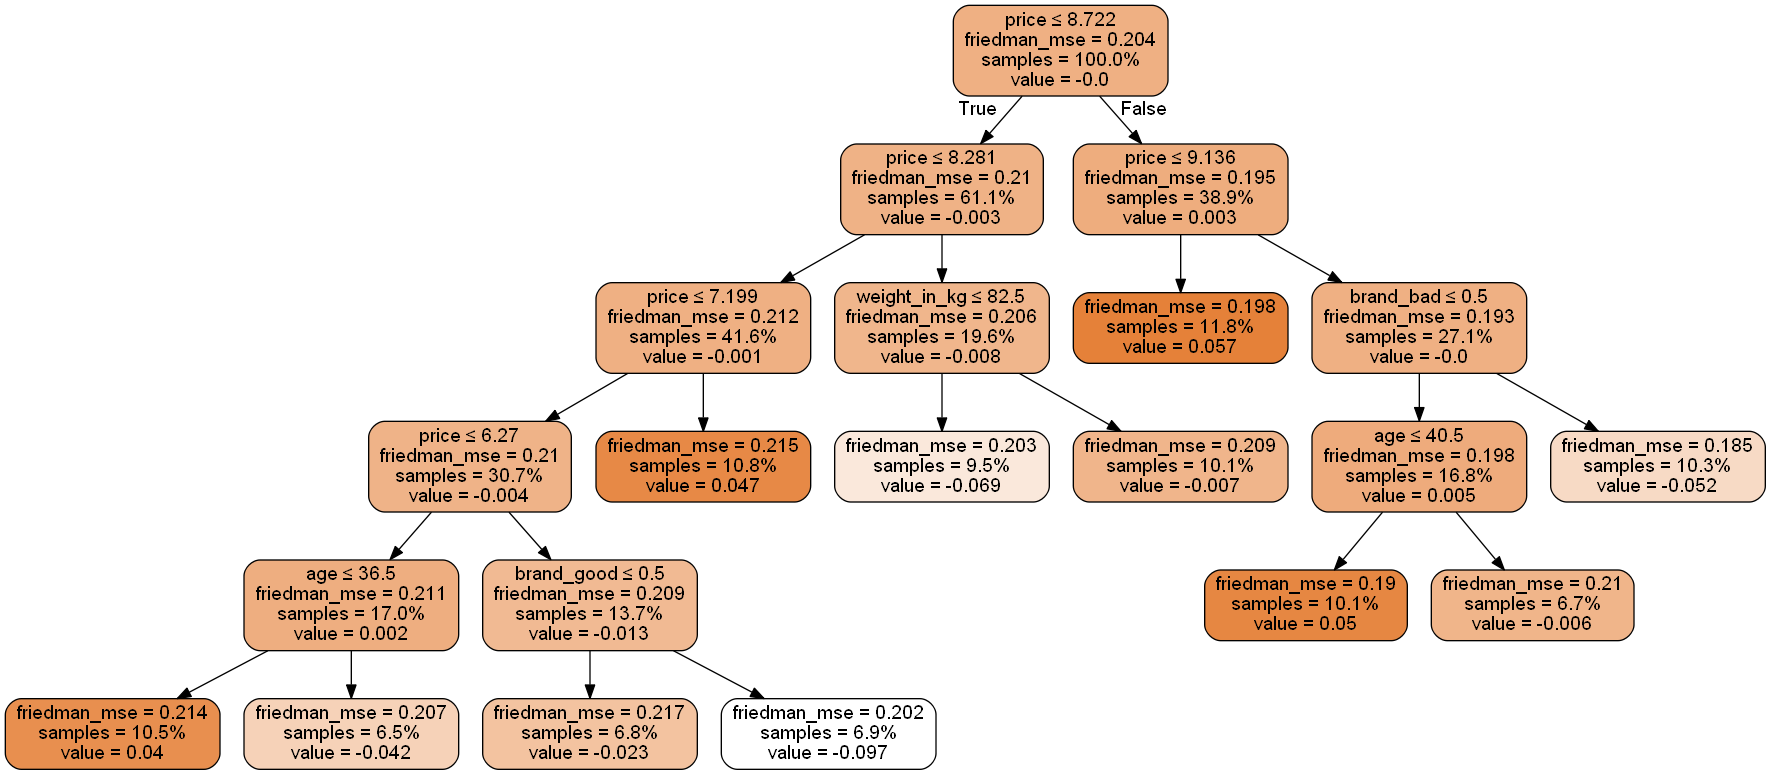 price ≤ 8.722
friedman_mse = 0.204
samples = 100.0%
value = -0.0
True
False
price ≤ 8.281
friedman_mse = 0.21
samples = 61.1%
value = -0.003
price ≤ 9.136
friedman_mse = 0.195
samples = 38.9%
value = 0.003
price ≤ 7.199
friedman_mse = 0.212
samples = 41.6%
value = -0.001
weight_in_kg ≤ 82.5
friedman_mse = 0.206
samples = 19.6%
value = -0.008
friedman_mse = 0.198
samples = 11.8%
value = 0.057
brand_bad ≤ 0.5
friedman_mse = 0.193
samples = 27.1%
value = -0.0
price ≤ 6.27
friedman_mse = 0.21
samples = 30.7%
value = -0.004
friedman_mse = 0.215
samples = 10.8%
value = 0.047
friedman_mse = 0.203
samples = 9.5%
value = -0.069
friedman_mse = 0.209
samples = 10.1%
value = -0.007
age ≤ 40.5
friedman_mse = 0.198
samples = 16.8%
value = 0.005
friedman_mse = 0.185
samples = 10.3%
value = -0.052
age ≤ 36.5
friedman_mse = 0.211
samples = 17.0%
value = 0.002
brand_good ≤ 0.5
friedman_mse = 0.209
samples = 13.7%
value = -0.013
friedman_mse = 0.19
samples = 10.1%
value = 0.05
friedman_mse = 0.21
samples = 6.7%
value = -0.006
friedman_mse = 0.214
samples = 10.5%
value = 0.04
friedman_mse = 0.207
samples = 6.5%
value = -0.042
friedman_mse = 0.217
samples = 6.8%
value = -0.023
friedman_mse = 0.202
samples = 6.9%
value = -0.097